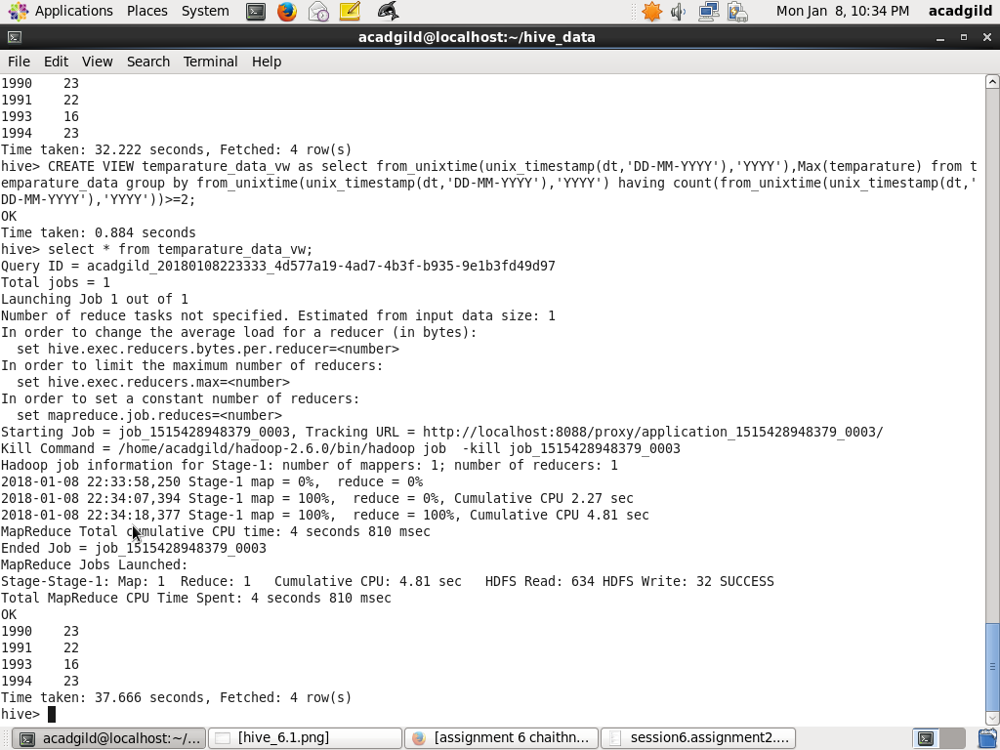 Applications Places System
Mon Jan 8, 10:34 PM acadgild
acadgild@localhost:~/hive_data
File Edit View Search Terminal Help
1990    23
1991    22
1993    16
1994    23
Time taken: 32.222 seconds, Fetched: 4 row(s)
hive> CREATE VIEW temparature_data_vw as select from_unixtime(unix_timestamp(dt,'DD-MM-YYYY'),'YYYY'),Max(temparature) from t
emparature_data group by from_unixtime(unix_timestamp(dt,'DD-MM-YYYY'),'YYYY') having count(from_unixtime(unix_timestamp(dt,'
DD-MM-YYYY'),'YYYY'))>=2;
OK
Time taken: 0.884 seconds
hive> select * from temparature_data_vw;
Query ID = acadgild_20180108223333_4d577a19-4ad7-4b3f-b935-9e1b3fd49d97
Total jobs = 1
Launching Job 1 out of 1
Number of reduce tasks not specified. Estimated from input data size: 1
In order to change the average load for a reducer (in bytes):
  set hive.exec.reducers.bytes.per.reducer=<number>
In order to limit the maximum number of reducers:
  set hive.exec.reducers.max=<number>
In order to set a constant number of reducers:
  set mapreduce.job.reduces=<number>
Starting Job = job_1515428948379_0003, Tracking URL = http://localhost:8088/proxy/application_1515428948379_0003/
Kill Command = /home/acadgild/hadoop-2.6.0/bin/hadoop job  -kill job_1515428948379_0003
Hadoop job information for Stage-1: number of mappers: 1; number of reducers: 1
2018-01-08 22:33:58,250 Stage-1 map = 0%,  reduce = 0%
2018-01-08 22:34:07,394 Stage-1 map = 100%,  reduce = 0%, Cumulative CPU 2.27 sec
2018-01-08 22:34:18,377 Stage-1 map = 100%,  reduce = 100%, Cumulative CPU 4.81 sec
MapReduce Total cumulative CPU time: 4 seconds 810 msec
Ended Job = job_1515428948379_0003
MapReduce Jobs Launched:
Stage-Stage-1: Map: 1  Reduce: 1   Cumulative CPU: 4.81 sec   HDFS Read: 634 HDFS Write: 32 SUCCESS
Total MapReduce CPU Time Spent: 4 seconds 810 msec
OK
1990    23
1991    22
1993    16
1994    23
Time taken: 37.666 seconds, Fetched: 4 row(s)
hive>
acadgild@localhost:~/... [hive_6.1.png] [assignment 6 chaithn... session6.assignment2....